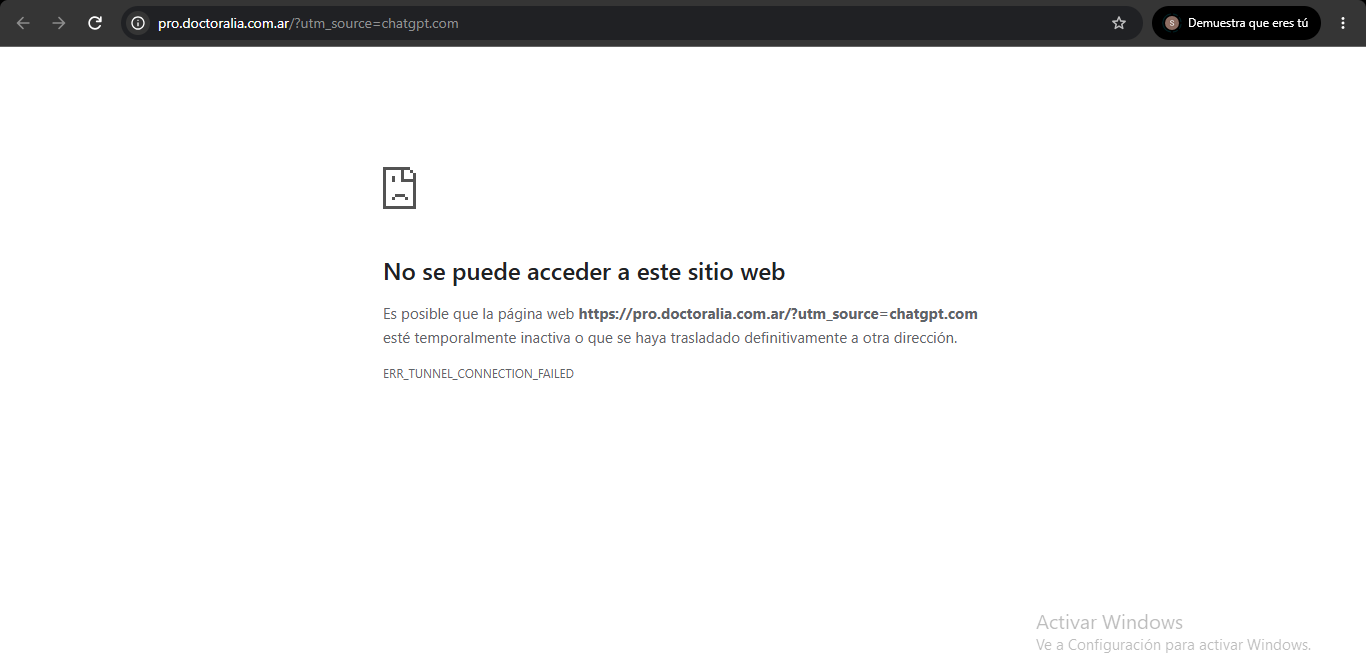 pro.doctoralia.com.ar/?utm_source=chatgpt.com
S Demuestra que eres tú
No se puede acceder a este sitio web
Es posible que la página web https://pro.doctoralia.com.ar/?utm_source=chatgpt.com
esté temporalmente inactiva o que se haya trasladado definitivamente a otra dirección.
ERR_TUNNEL_CONNECTION_FAILED
Activar Windows
Ve a Configuración para activar Windows.